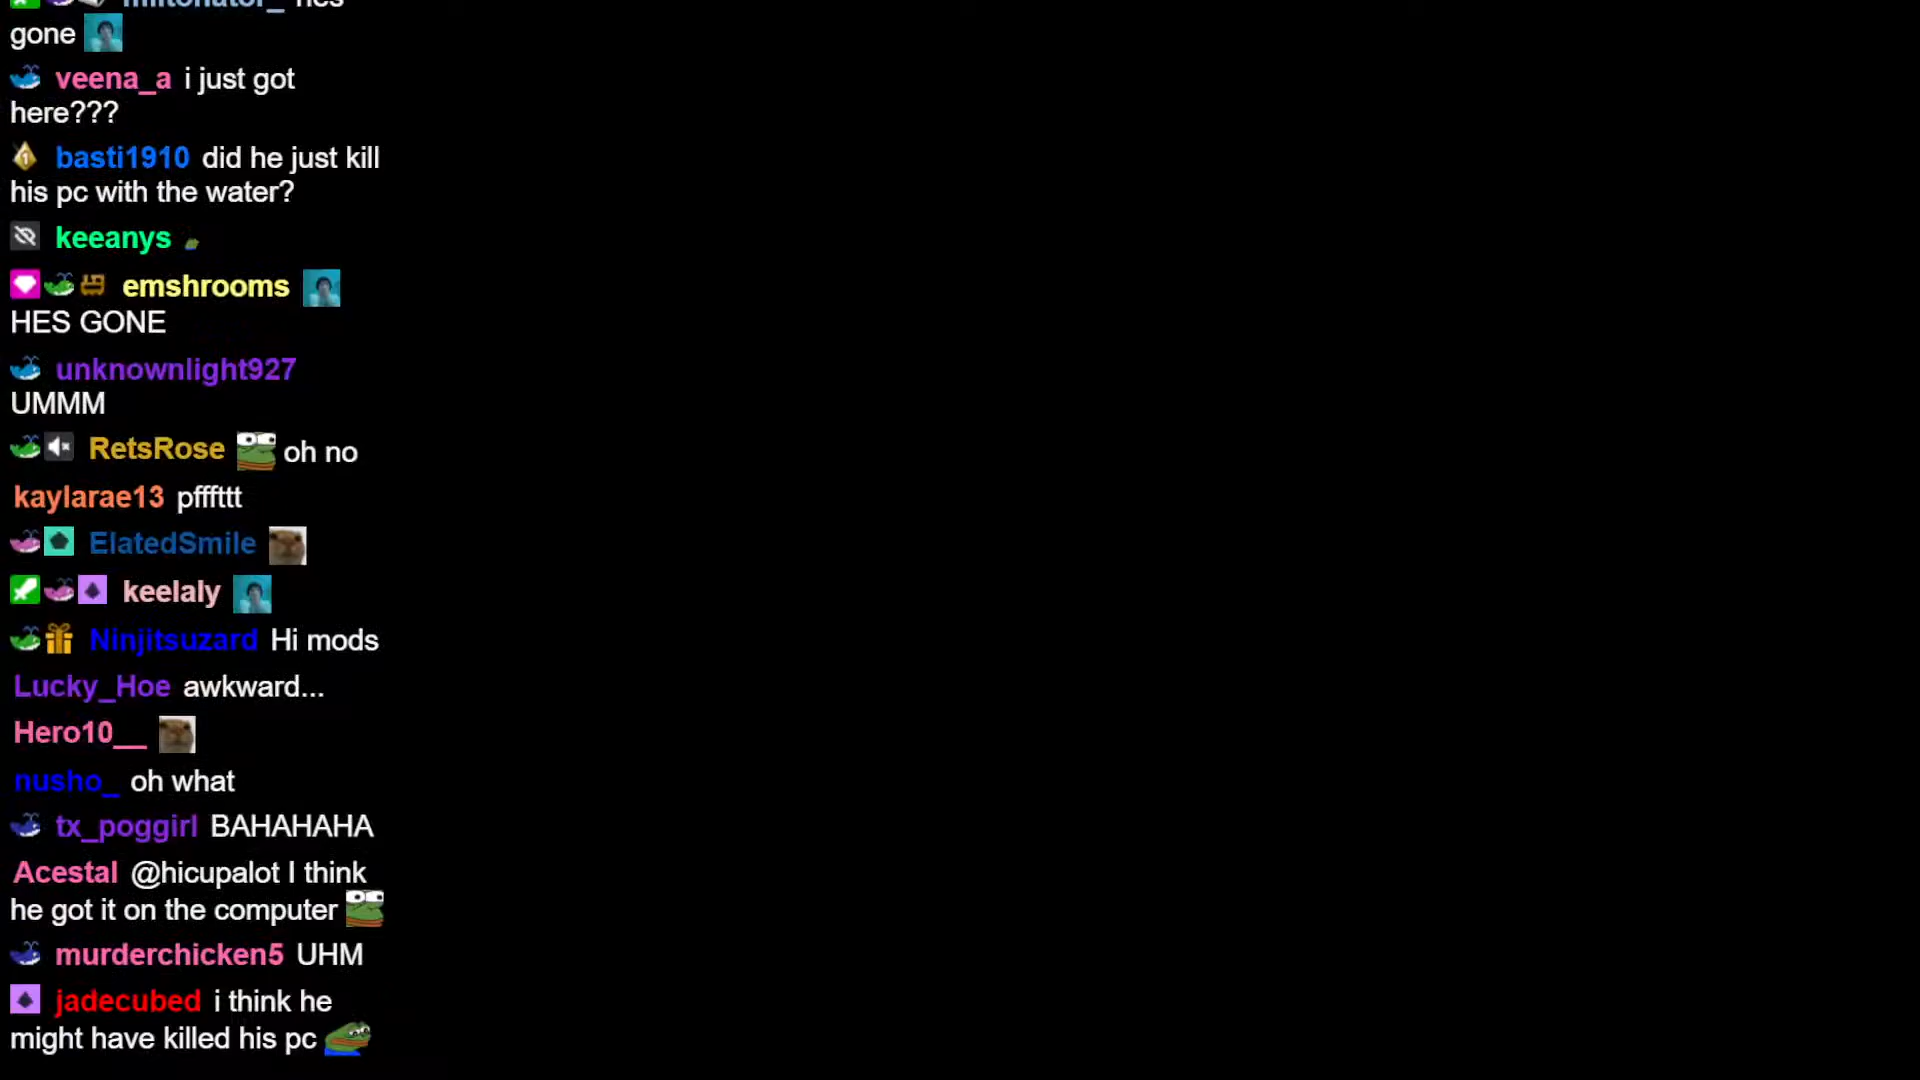 miltonator_ hes
gone
veena_a i just got
here???
basti1910 did he just kill
his pc with the water?
keeanys
emshrooms
HES GONE
unknownlight927
UMMM
RetsRose oh no
kaylarae13 pfffttt
ElatedSmile
keelaly
Ninjitsuzard Hi mods
Lucky_Hoe awkward...
Hero10__
nusho_ oh what
tx_poggirl BAHAHAHA
Acestal @hicupalot I think
he got it on the computer
murderchicken5 UHM
jadecubed i think he
might have killed his pc